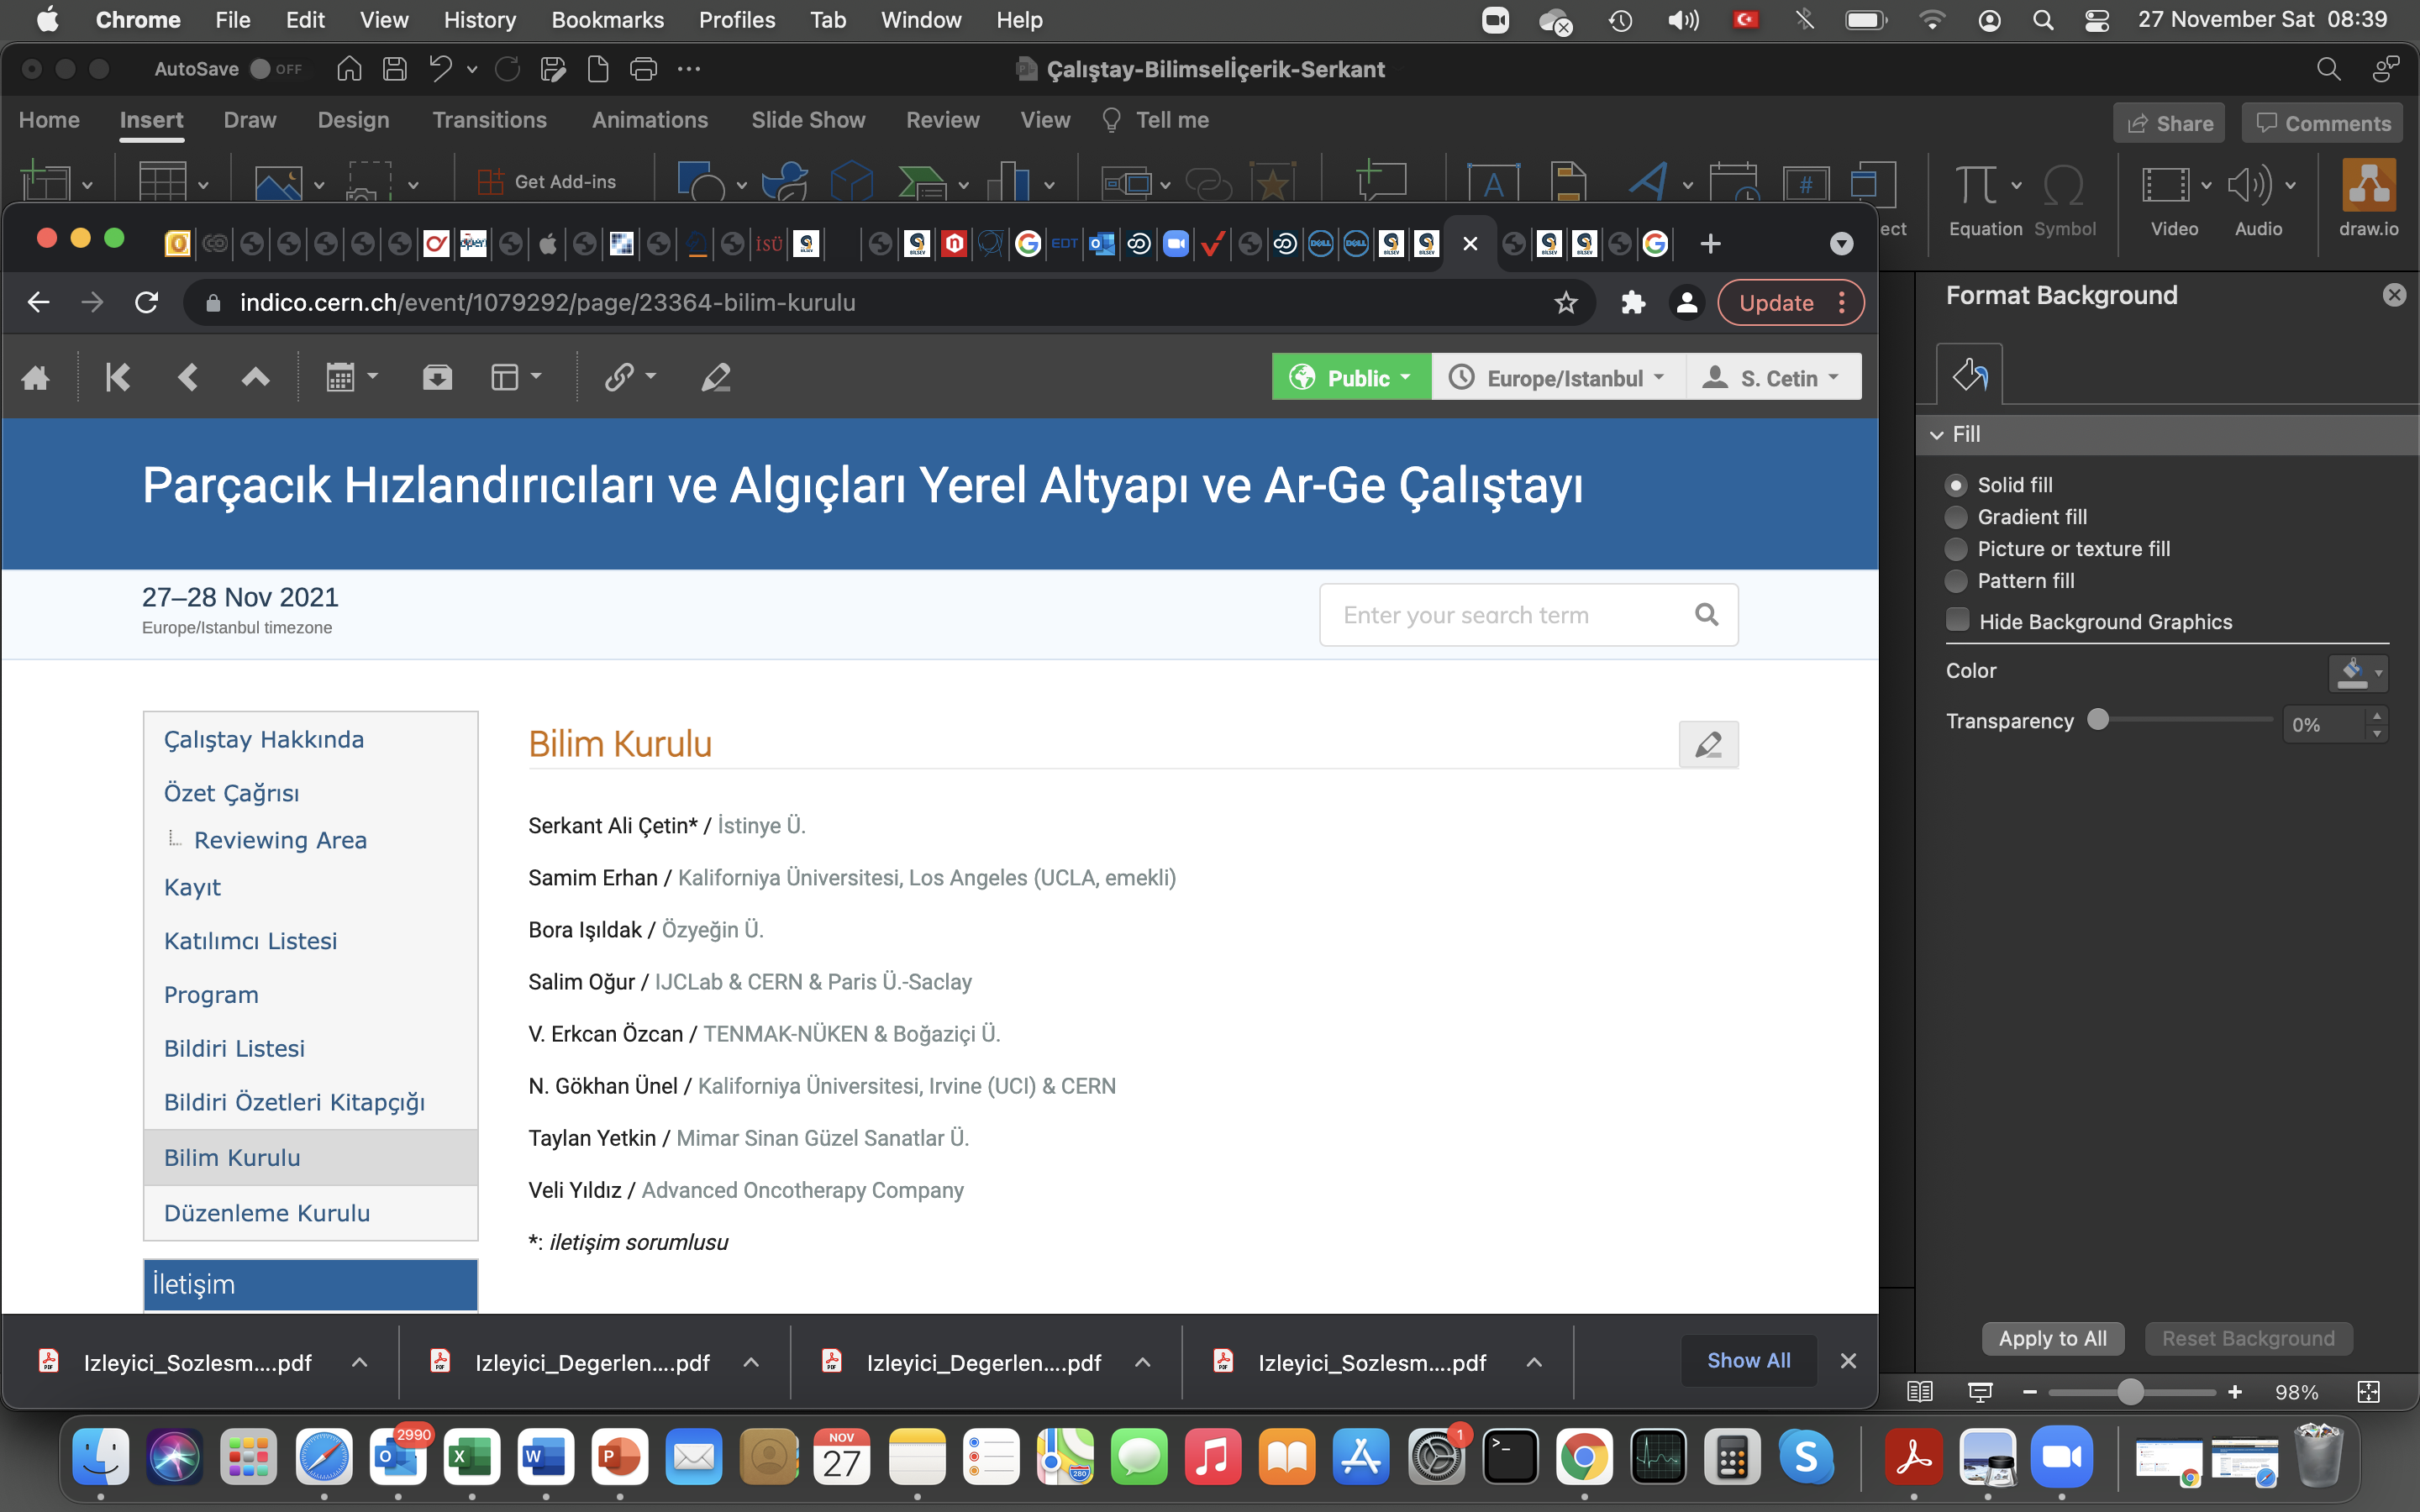 Chrome File Edit View History Bookmarks Profiles Tab Window Help 27 November Sat 08:39
AutoSave OFF Çalıştay-Bilimselİçerik-Serkant
Home Insert Draw Design Transitions Animations Slide Show Review View Tell me Share Comments
Get Add-ins
ect Equation Symbol Video Audio draw.io
indico.cern.ch/event/1079292/page/23364-bilim-kurulu Update
Public Europe/Istanbul S. Cetin
Parçacık Hızlandırıcıları ve Algıçları Yerel Altyapı ve Ar-Ge Çalıştayı
27–28 Nov 2021
Europe/Istanbul timezone
Enter your search term
Çalıştay Hakkında
Özet Çağrısı
Reviewing Area
Kayıt
Katılımcı Listesi
Program
Bildiri Listesi
Bildiri Özetleri Kitapçığı
Bilim Kurulu
Düzenleme Kurulu
İletişim
Bilim Kurulu
Serkant Ali Çetin* / İstinye Ü.
Samim Erhan / Kaliforniya Üniversitesi, Los Angeles (UCLA, emekli)
Bora Işıldak / Özyeğin Ü.
Salim Oğur / IJCLab & CERN & Paris Ü.-Saclay
V. Erkcan Özcan / TENMAK-NÜKEN & Boğaziçi Ü.
N. Gökhan Ünel / Kaliforniya Üniversitesi, Irvine (UCI) & CERN
Taylan Yetkin / Mimar Sinan Güzel Sanatlar Ü.
Veli Yıldız / Advanced Oncotherapy Company
*: iletişim sorumlusu
Format Background
Fill
Solid fill
Gradient fill
Picture or texture fill
Pattern fill
Hide Background Graphics
Color
Transparency 0%
Apply to All Reset Background
Izleyici_Sozlesm....pdf Izleyici_Degerlen....pdf Izleyici_Degerlen....pdf Izleyici_Sozlesm....pdf Show All
98%
2990
NOV
27
1